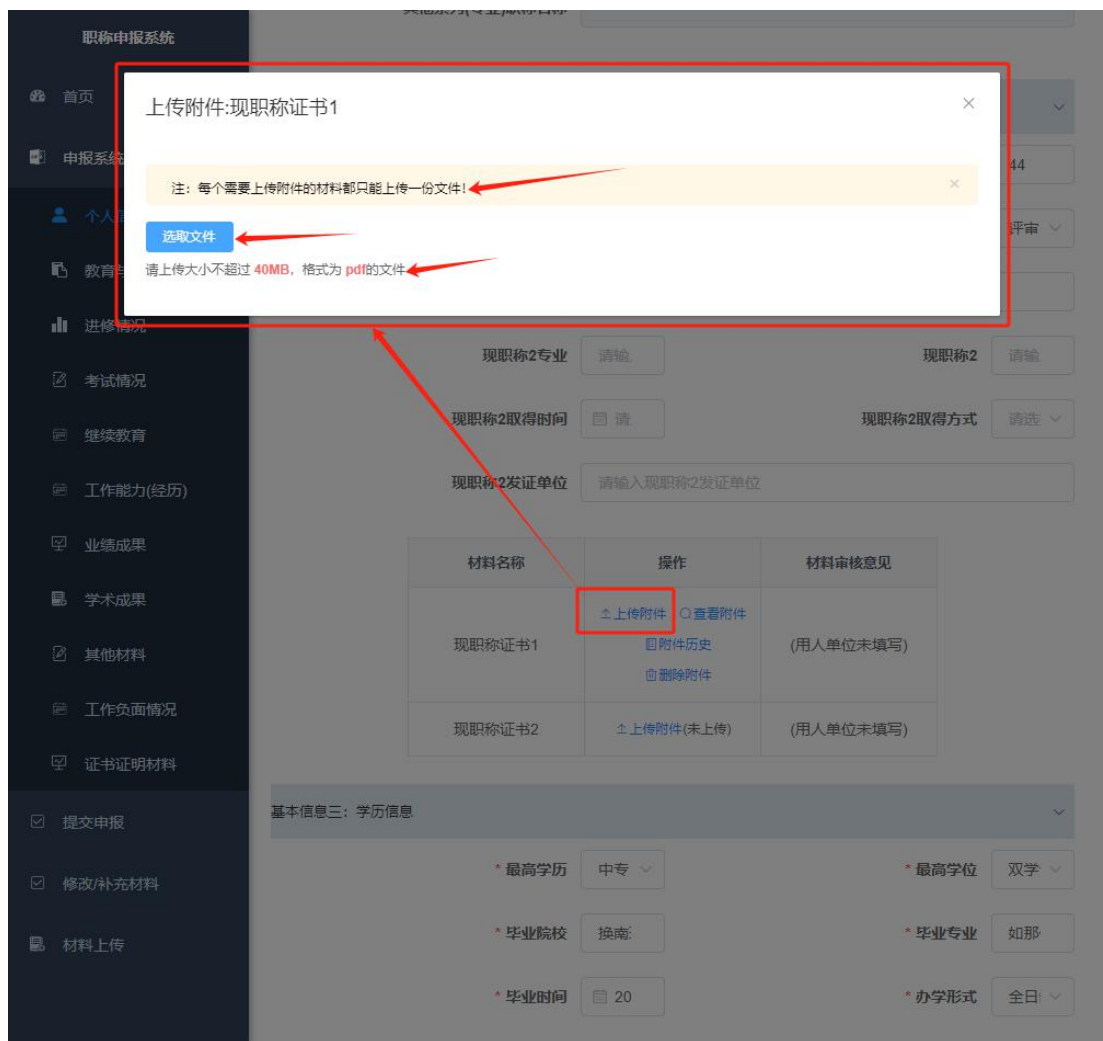 职称申报系统
首页
上传附件:现职称证书1
申报系统
44
注：每个需要上传附件的材料都只能上传一份文件!
个人
选取文件
评审
教育
请上传大小不超过 40MB，格式为 pdf的文件
进修情况
现职称2专业 请输 现职称2 请输
考试情况
现职称2取得时间 请 现职称2取得方式 请选
继续教育
现职称2发证单位 请输入现职称2发证单位
工作能力(经历)
业绩成果
材料名称 操作 材料审核意见
学术成果
上传附件 查看附件
现职称证书1 附件历史 (用人单位未填写)
其他材料
删除附件
工作负面情况
现职称证书2 上传附件(未上传) (用人单位未填写)
证书证明材料
基本信息三：学历信息
提交申报
* 最高学历 中专 * 最高学位 双学
修改/补充材料
* 毕业院校 换南 * 毕业专业 如那
材料上传
* 毕业时间 20 * 办学形式 全日